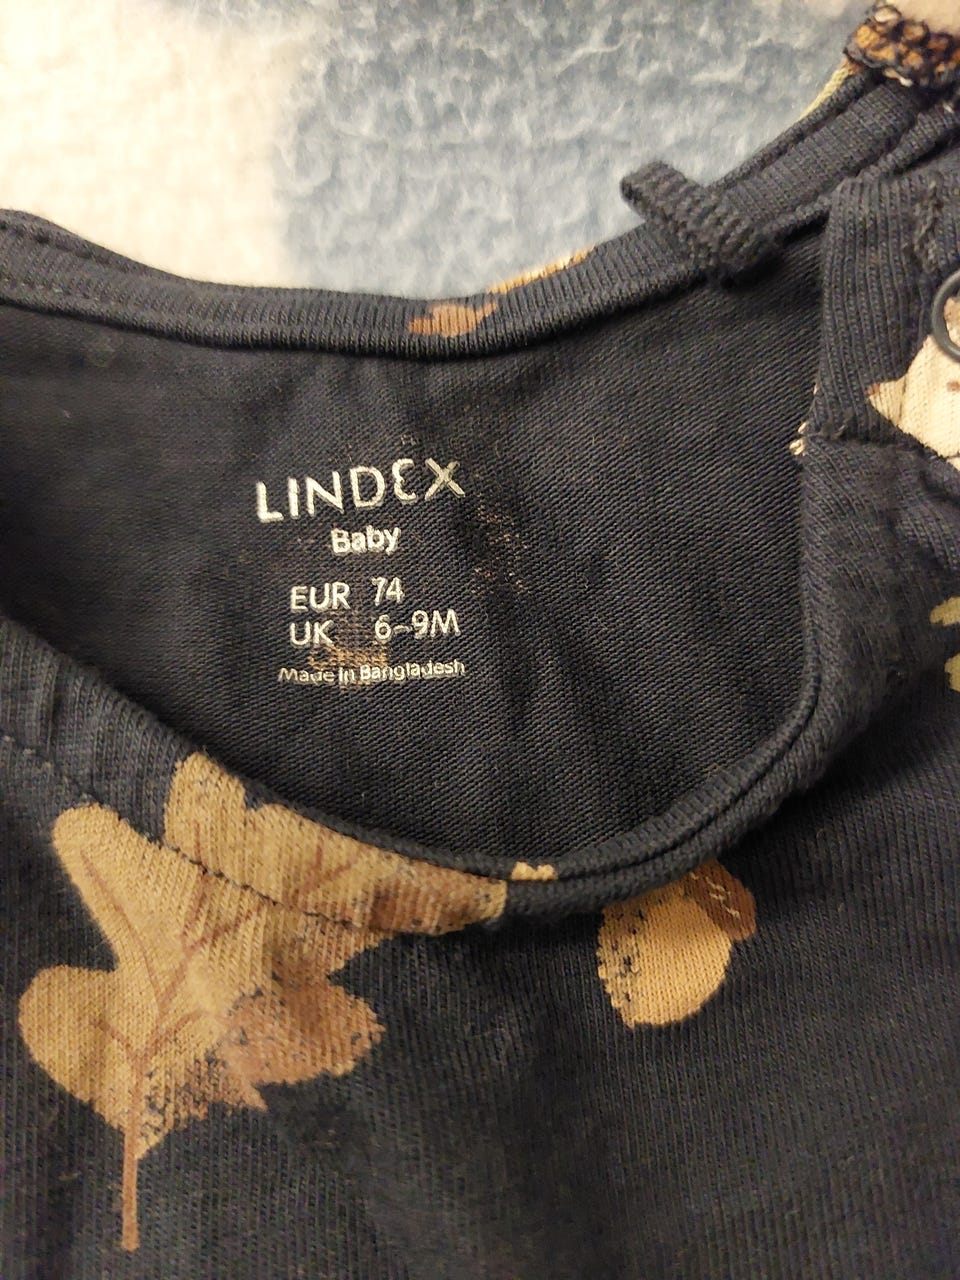 LINDEX
Baby
EUR 74
UK 6-9M
Made in Bangladesh